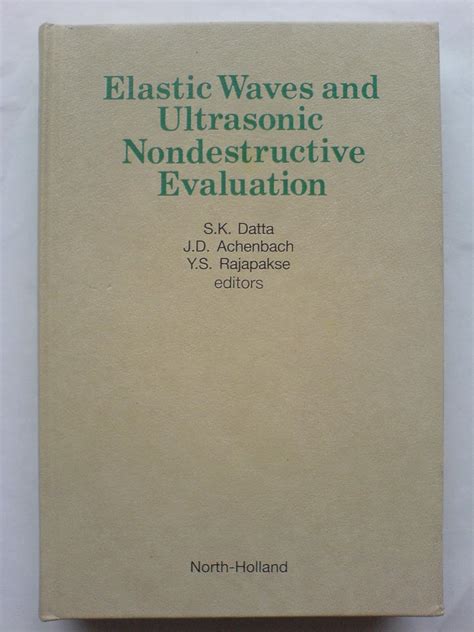 Elastic Waves and
Ultrasonic
Nondestructive
Evaluation
S.K. Datta
J.D. Achenbach
Y.S. Rajapakse
editors
North-Holland